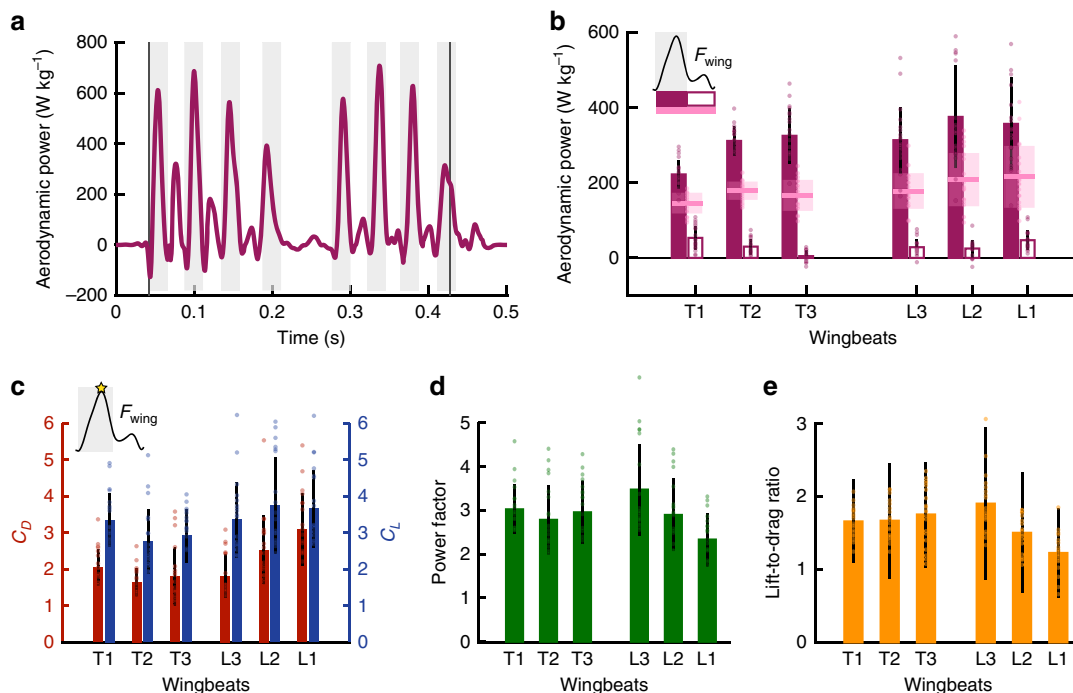 a
800
600
400
200
0
−200
Aerodynamic power (W kg⁻¹)
0
0.1
0.2
0.3
0.4
0.5
Time (s)
b
600
400
200
0
Aerodynamic power (W kg⁻¹)
F wing
T1
T2
T3
L3
L2
L1
Wingbeats
c
6
5
4
3
2
1
0
C_D
F wing
6
5
4
3
2
1
0
C_L
T1
T2
T3
L3
L2
L1
Wingbeats
d
5
4
3
2
1
0
Power factor
T1
T2
T3
L3
L2
L1
Wingbeats
e
3
2
1
0
Lift-to-drag ratio
T1
T2
T3
L3
L2
L1
Wingbeats